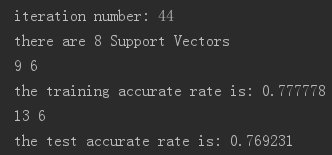 iteration number: 44
there are 8 Support Vectors
9 6
the training accurate rate is: 0.777778
13 6
the test accurate rate is: 0.769231